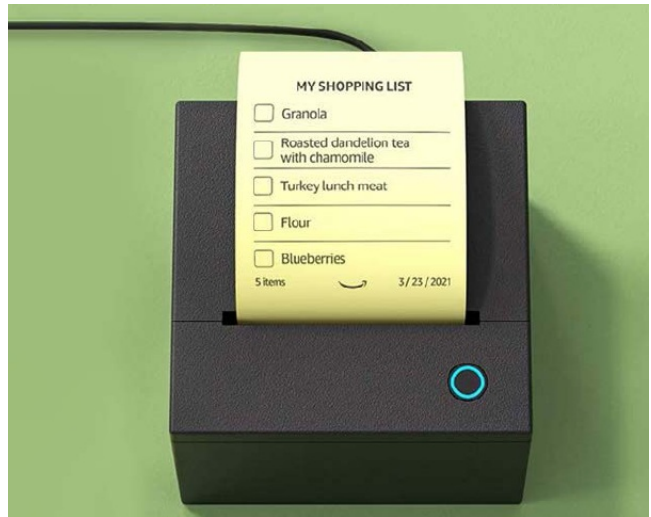 MY SHOPPING LIST
Granola
Roasted dandelion tea
with chamomile
Turkey lunch meat
Flour
Blueberries
5 items 3/23/2021